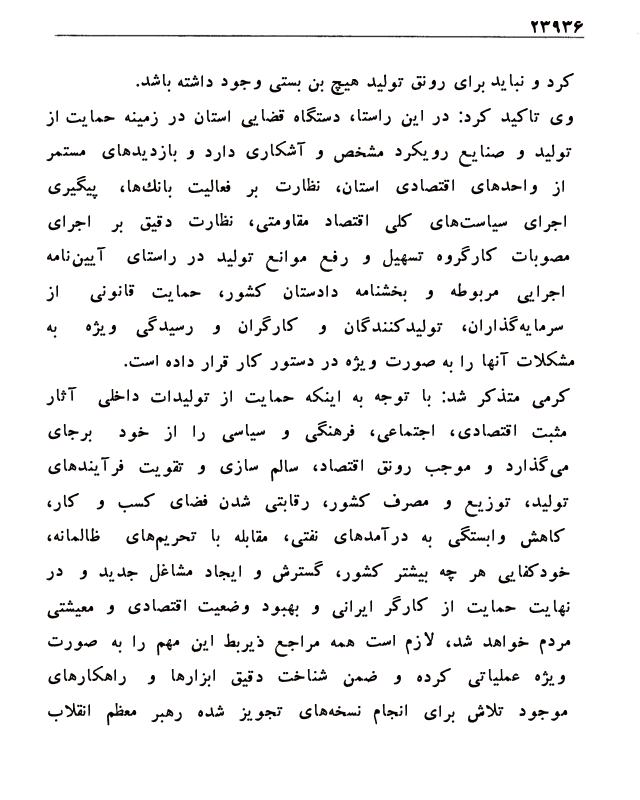 ۲۳۹۳۶
کرد و نباید برای رونق تولید هیچ بن بستی وجود داشته باشد.
وی تاکید کرد: در این راستا، دستگاه قضایی استان در زمینه حمایت از
تولید و صنایع رویکرد مشخص و آشکاری دارد و بازدیدهای مستمر
از واحدهای اقتصادی استان، نظارت بر فعالیت بانك‌ها، پیگیری
اجرای سیاست‌های کلی اقتصاد مقاومتی، نظارت دقیق بر اجرای
مصوبات کارگروه تسهیل و رفع موانع تولید در راستای آیین‌نامه
اجرایی مربوطه و بخشنامه دادستان کشور، حمایت قانونی از
سرمایه‌گذاران، تولیدکنندگان و کارگران و رسیدگی ویژه به
مشکلات آنها را به صورت ویژه در دستور کار قرار داده است.
کرمی متذکر شد: با توجه به اینکه حمایت از تولیدات داخلی آثار
مثبت اقتصادی، اجتماعی، فرهنگی و سیاسی را از خود برجای
می‌گذارد و موجب رونق اقتصاد، سالم سازی و تقویت فرآیندهای
تولید، توزیع و مصرف کشور، رقابتی شدن فضای کسب و کار،
کاهش وابستگی به درآمدهای نفتی، مقابله با تحریم‌های ظالمانه،
خودکفایی هر چه بیشتر کشور، گسترش و ایجاد مشاغل جدید و در
نهایت حمایت از کارگر ایرانی و بهبود وضعیت اقتصادی و معیشتی
مردم خواهد شد، لازم است همه مراجع ذیربط این مهم را به صورت
ویژه عملیاتی کرده و ضمن شناخت دقیق ابزارها و راهکارهای
موجود تلاش برای انجام نسخه‌های تجویز شده رهبر معظم انقلاب